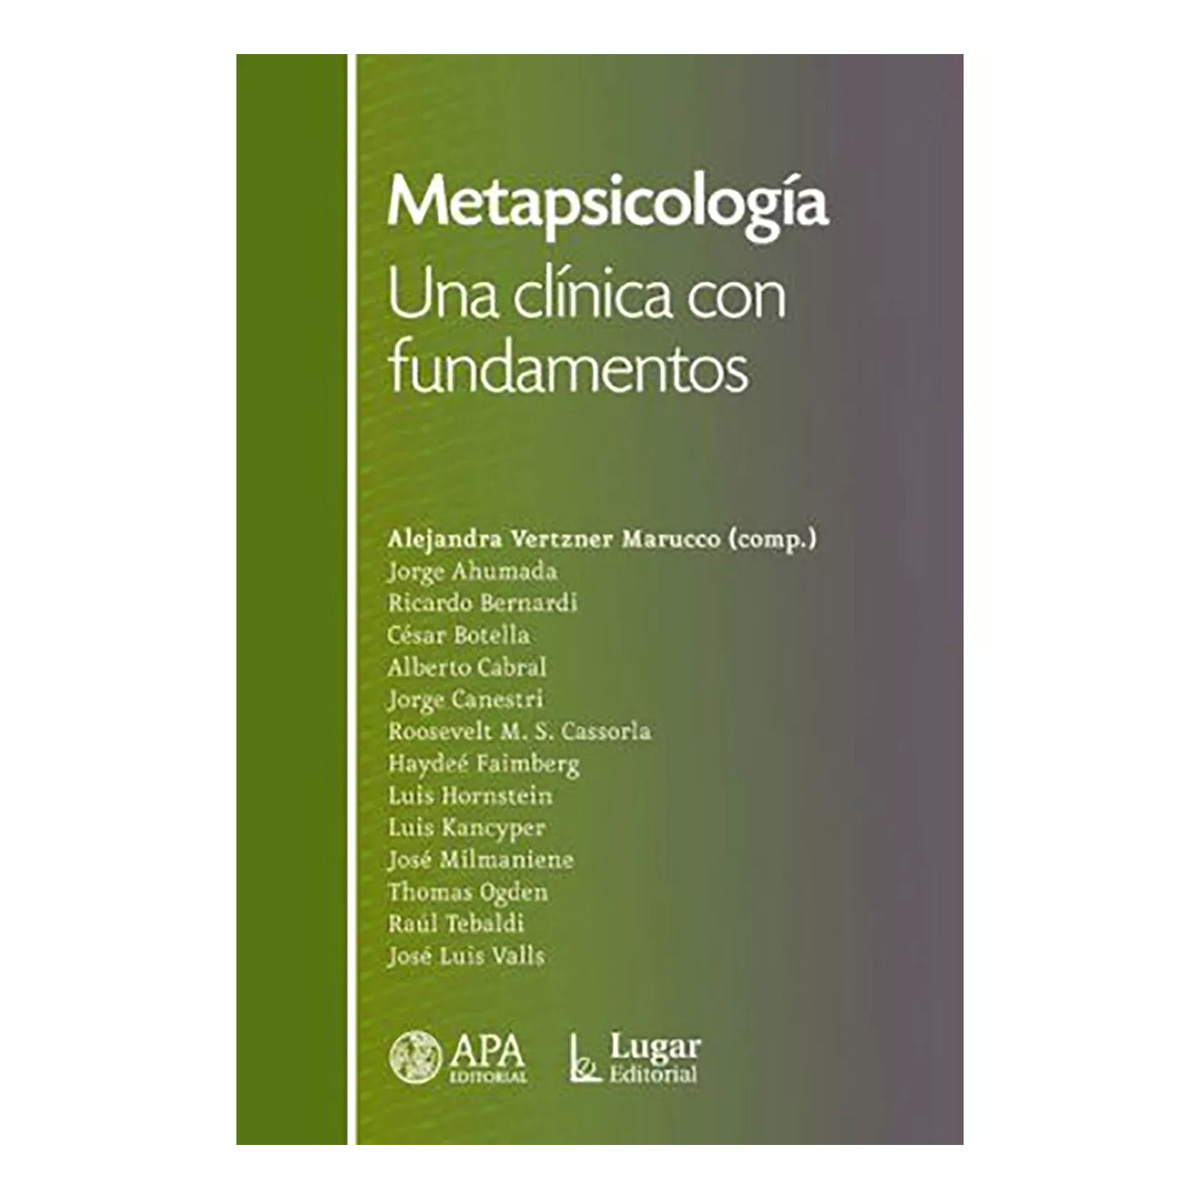 Metapsicología
Una clínica con
fundamentos
Alejandra Vertzner Marucco (comp.)
Jorge Ahumada
Ricardo Bernardi
César Botella
Alberto Cabral
Jorge Canestri
Roosevelt M. S. Cassorla
Haydeé Faimberg
Luis Hornstein
Luis Kancyper
José Milmaniene
Thomas Ogden
Raúl Tebaldi
José Luis Valls
APA
EDITORIAL
Le
Lugar
Editorial